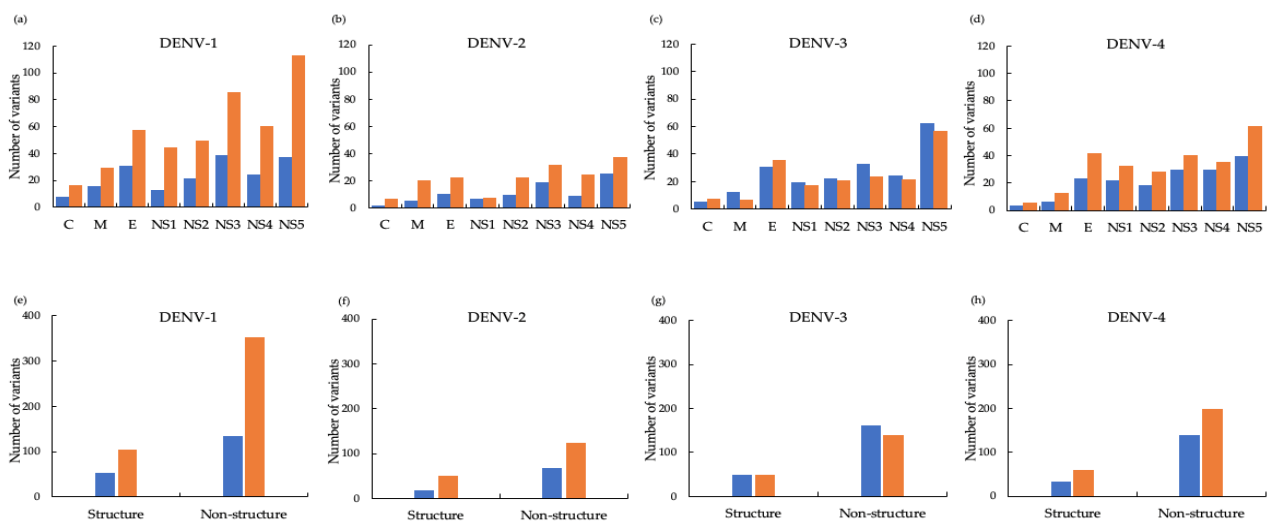 (a)
DENV-1
Number of variants
120
100
80
60
40
20
0
C M E NS1 NS2 NS3 NS4 NS5
(b)
DENV-2
Number of variants
120
100
80
60
40
20
0
C M E NS1 NS2 NS3 NS4 NS5
(c)
DENV-3
Number of variants
120
100
80
60
40
20
0
C M E NS1 NS2 NS3 NS4 NS5
(d)
DENV-4
Number of variants
120
100
80
60
40
20
0
C M E NS1 NS2 NS3 NS4 NS5
(e)
DENV-1
Number of variants
400
300
200
100
0
Structure Non-structure
(f)
DENV-2
Number of variants
400
300
200
100
0
Structure Non-structure
(g)
DENV-3
Number of variants
400
300
200
100
0
Structure Non-structure
(h)
DENV-4
Number of variants
400
300
200
100
0
Structure Non-structure